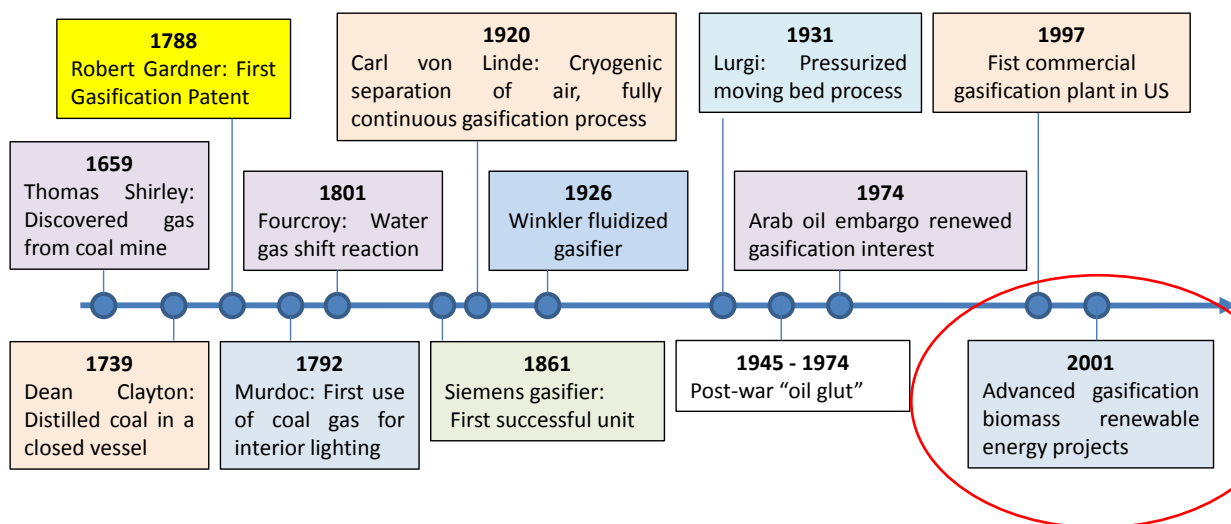 1788
Robert Gardner: First
Gasification Patent
1920
Carl von Linde: Cryogenic
separation of air, fully
continuous gasification process
1931
Lurgi: Pressurized
moving bed process
1997
Fist commercial
gasification plant in US
1659
Thomas Shirley:
Discovered gas
from coal mine
1801
Fourcroy: Water
gas shift reaction
1926
Winkler fluidized
gasifier
1974
Arab oil embargo renewed
gasification interest
1739
Dean Clayton:
Distilled coal in a
closed vessel
1792
Murdoc: First use
of coal gas for
interior lighting
1861
Siemens gasifier:
First successful unit
1945 - 1974
Post-war “oil glut”
2001
Advanced gasification
biomass renewable
energy projects